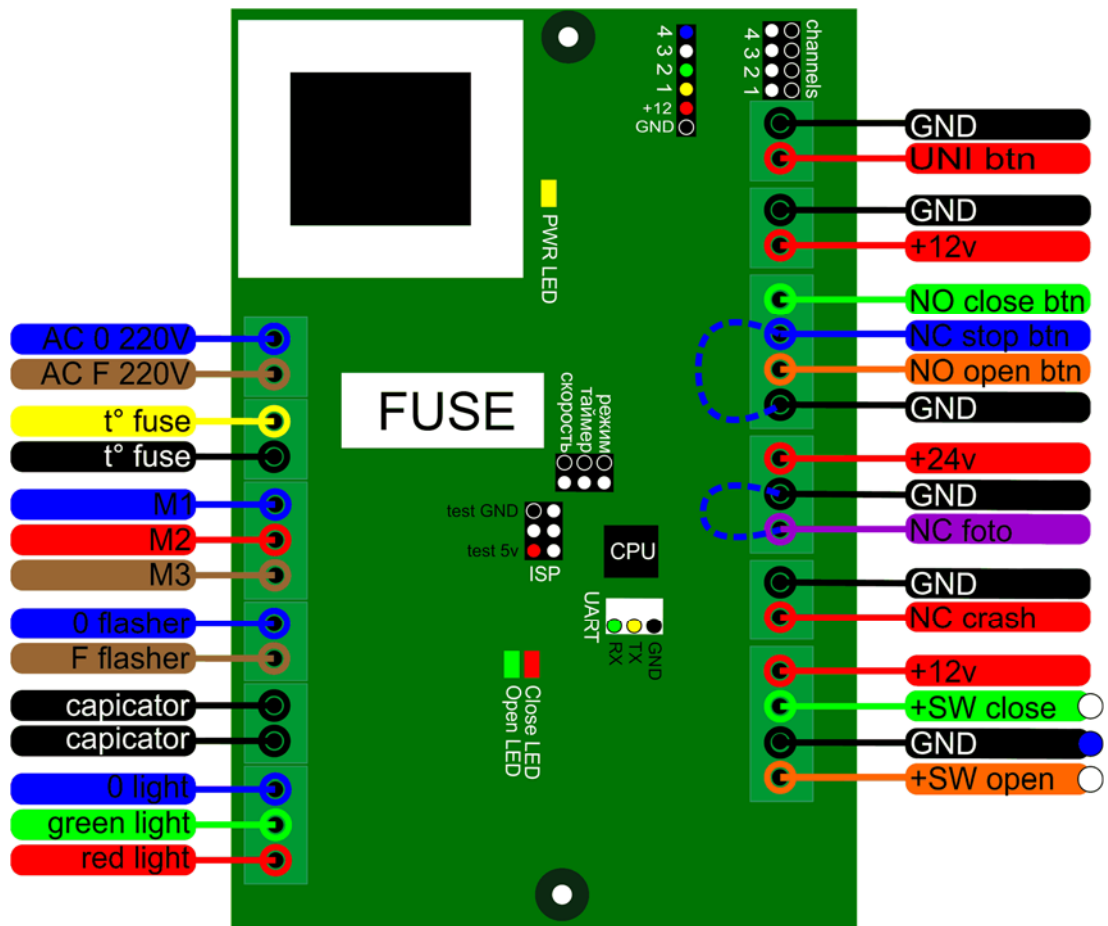 4
3
2
1
+12
GND
channels
4
3
2
1
PWR LED
FUSE
скорость
таймер
режим
test GND
test 5v
ISP
CPU
UART
RX
TX
GND
Open LED
Close LED
AC 0 220V
AC F 220V
t° fuse
t° fuse
M1
M2
M3
0 flasher
F flasher
capicator
capicator
0 light
green light
red light
GND
UNI btn
GND
+12v
NO close btn
NC stop btn
NO open btn
GND
+24v
GND
NC foto
GND
NC crash
+12v
+SW close
GND
+SW open